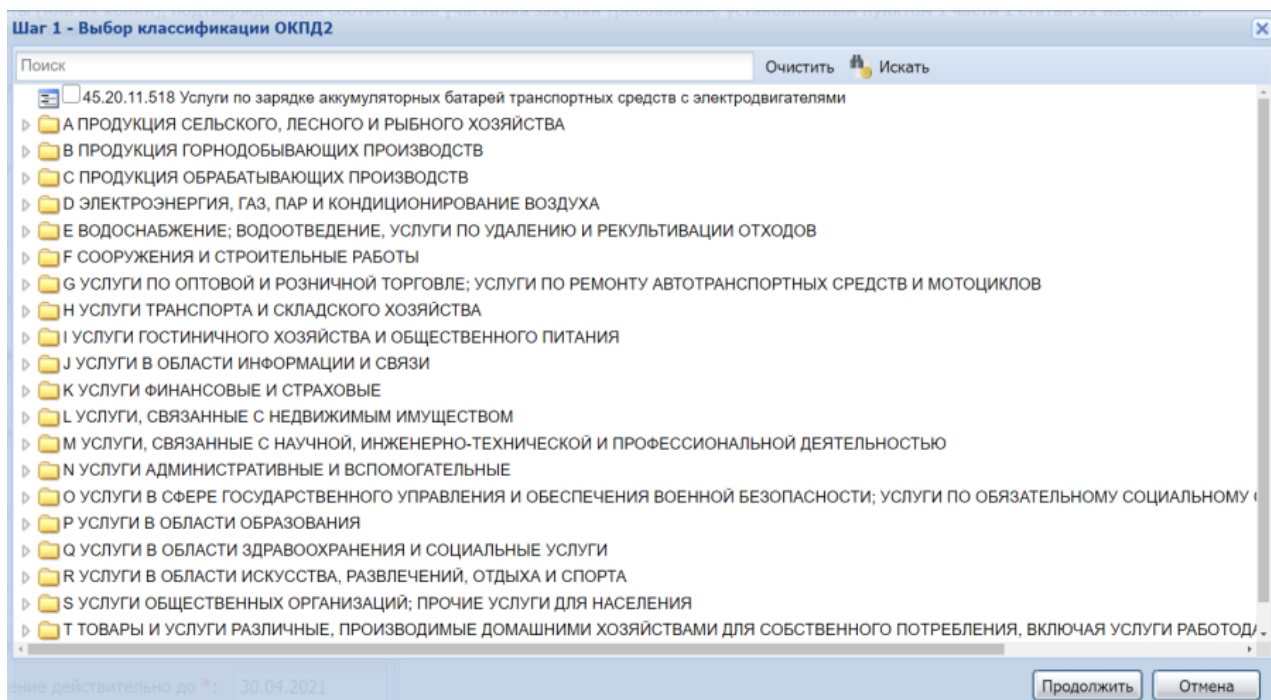 Шаг 1 - Выбор классификации ОКПД2
Поиск
Очистить
Искать
45.20.11.518 Услуги по зарядке аккумуляторных батарей транспортных средств с электродвигателями
A ПРОДУКЦИЯ СЕЛЬСКОГО, ЛЕСНОГО И РЫБНОГО ХОЗЯЙСТВА
B ПРОДУКЦИЯ ГОРНОДОБЫВАЮЩИХ ПРОИЗВОДСТВ
C ПРОДУКЦИЯ ОБРАБАТЫВАЮЩИХ ПРОИЗВОДСТВ
D ЭЛЕКТРОЭНЕРГИЯ, ГАЗ, ПАР И КОНДИЦИОНИРОВАНИЕ ВОЗДУХА
E ВОДОСНАБЖЕНИЕ; ВОДООТВЕДЕНИЕ, УСЛУГИ ПО УДАЛЕНИЮ И РЕКУЛЬТИВАЦИИ ОТХОДОВ
F СООРУЖЕНИЯ И СТРОИТЕЛЬНЫЕ РАБОТЫ
G УСЛУГИ ПО ОПТОВОЙ И РОЗНИЧНОЙ ТОРГОВЛЕ; УСЛУГИ ПО РЕМОНТУ АВТОТРАНСПОРТНЫХ СРЕДСТВ И МОТОЦИКЛОВ
H УСЛУГИ ТРАНСПОРТА И СКЛАДСКОГО ХОЗЯЙСТВА
I УСЛУГИ ГОСТИНИЧНОГО ХОЗЯЙСТВА И ОБЩЕСТВЕННОГО ПИТАНИЯ
J УСЛУГИ В ОБЛАСТИ ИНФОРМАЦИИ И СВЯЗИ
K УСЛУГИ ФИНАНСОВЫЕ И СТРАХОВЫЕ
L УСЛУГИ, СВЯЗАННЫЕ С НЕДВИЖИМЫМ ИМУЩЕСТВОМ
M УСЛУГИ, СВЯЗАННЫЕ С НАУЧНОЙ, ИНЖЕНЕРНО-ТЕХНИЧЕСКОЙ И ПРОФЕССИОНАЛЬНОЙ ДЕЯТЕЛЬНОСТЬЮ
N УСЛУГИ АДМИНИСТРАТИВНЫЕ И ВСПОМОГАТЕЛЬНЫЕ
O УСЛУГИ В СФЕРЕ ГОСУДАРСТВЕННОГО УПРАВЛЕНИЯ И ОБЕСПЕЧЕНИЯ ВОЕННОЙ БЕЗОПАСНОСТИ; УСЛУГИ ПО ОБЯЗАТЕЛЬНОМУ СОЦИАЛЬНОМУ
P УСЛУГИ В ОБЛАСТИ ОБРАЗОВАНИЯ
Q УСЛУГИ В ОБЛАСТИ ЗДРАВООХРАНЕНИЯ И СОЦИАЛЬНЫЕ УСЛУГИ
R УСЛУГИ В ОБЛАСТИ ИСКУССТВА, РАЗВЛЕЧЕНИЙ, ОТДЫХА И СПОРТА
S УСЛУГИ ОБЩЕСТВЕННЫХ ОРГАНИЗАЦИЙ; ПРОЧИЕ УСЛУГИ ДЛЯ НАСЕЛЕНИЯ
T ТОВАРЫ И УСЛУГИ РАЗЛИЧНЫЕ, ПРОИЗВОДИМЫЕ ДОМАШНИМИ ХОЗЯЙСТВАМИ ДЛЯ СОБСТВЕННОГО ПОТРЕБЛЕНИЯ, ВКЛЮЧАЯ УСЛУГИ
Продолжить
Отмена
действительно до *: 30.04.2021